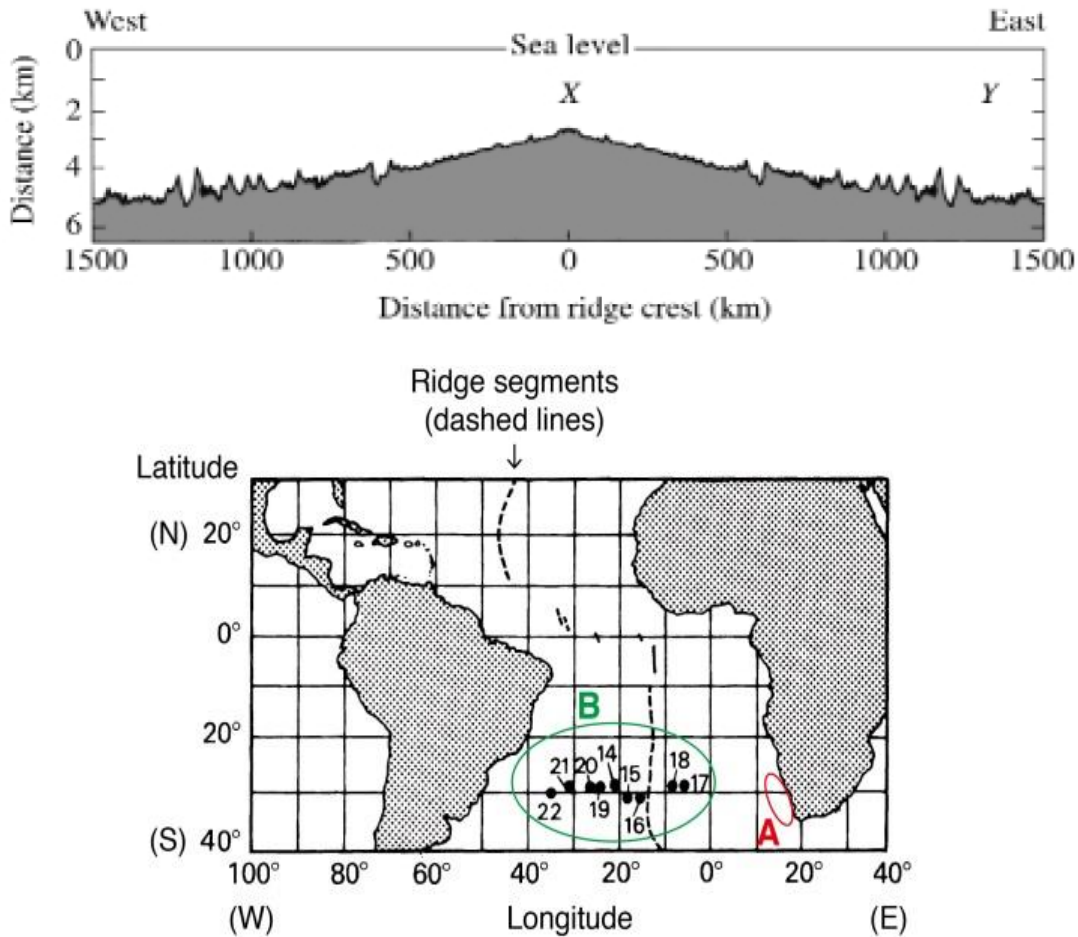 West East
Sea level
Distance (km)
0
2
4
6
X Y
1500 1000 500 0 500 1000 1500
Distance from ridge crest (km)
Ridge segments
(dashed lines)
Latitude
(N) 20°
0°
20°
(S) 40°
B
21 20 14 15 18
22 19 16 17
A
100° 80° 60° 40° 20° 0° 20° 40°
(W) Longitude (E)